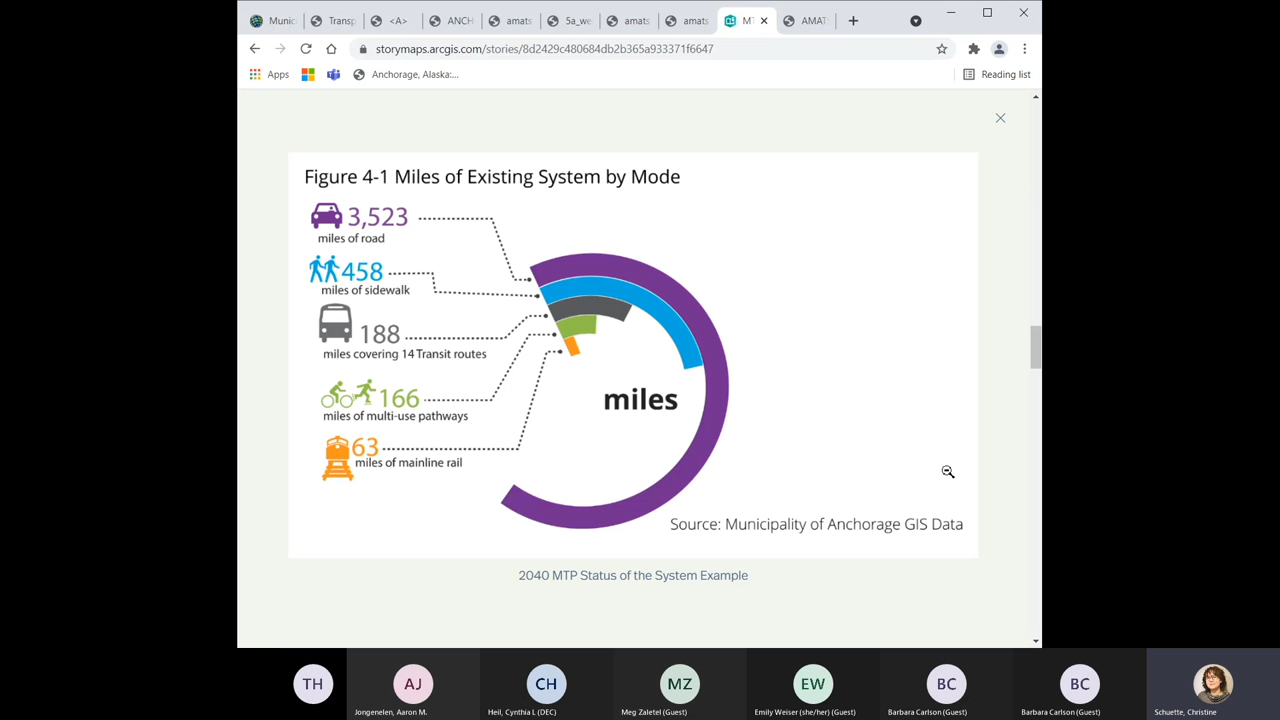 Munic
Transp
<A>
ANCH
amats
5a_we
amats
amats
MT
AMAT
storymaps.arcgis.com/stories/8d2429c480684db2b365a933371f6647
Apps
Anchorage, Alaska:...
Reading list
Figure 4-1 Miles of Existing System by Mode
3,523
miles of road
458
miles of sidewalk
188
miles covering 14 Transit routes
166
miles of multi-use pathways
63
miles of mainline rail
miles
Source: Municipality of Anchorage GIS Data
2040 MTP Status of the System Example
TH
AJ
CH
MZ
EW
BC
BC
Jongenelen, Aaron M.
Heil, Cynthia L (DEC)
Meg Zaletel (Guest)
Emily Weiser (she/her) (Guest)
Barbara Carlson (Guest)
Barbara Carlson (Guest)
Schuette, Christine